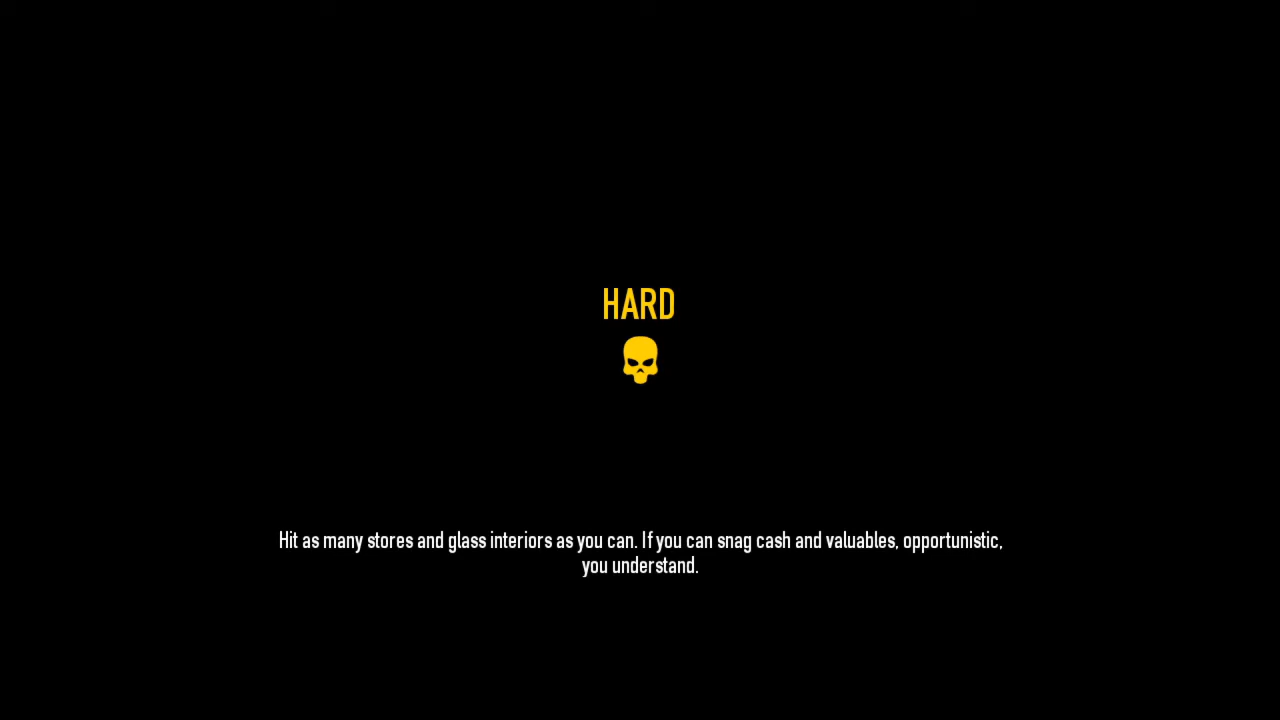 HARD
Hit as many stores and glass interiors as you can. If you can snag cash and valuables, opportunistic,
you understand.